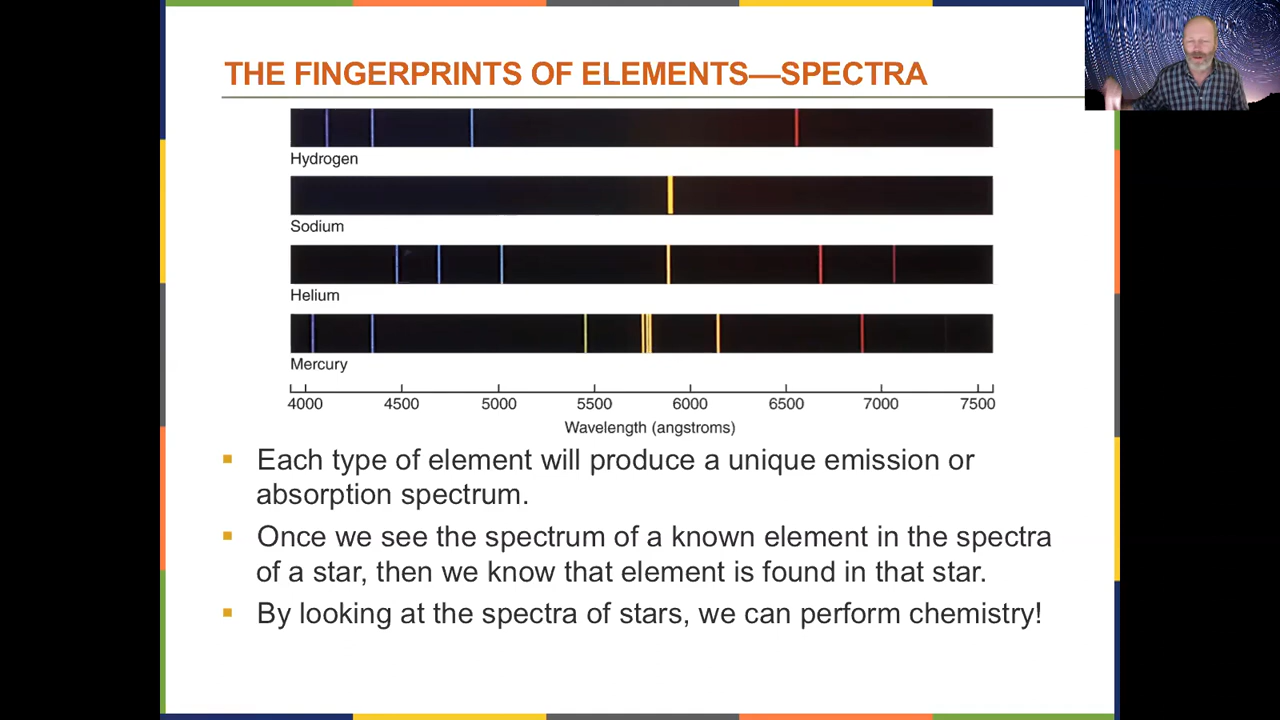 THE FINGERPRINTS OF ELEMENTS—SPECTRA
Hydrogen
Sodium
Helium
Mercury
4000 4500 5000 5500 6000 6500 7000 7500
Wavelength (angstroms)
▪ Each type of element will produce a unique emission or
absorption spectrum.
▪ Once we see the spectrum of a known element in the spectra
of a star, then we know that element is found in that star.
▪ By looking at the spectra of stars, we can perform chemistry!